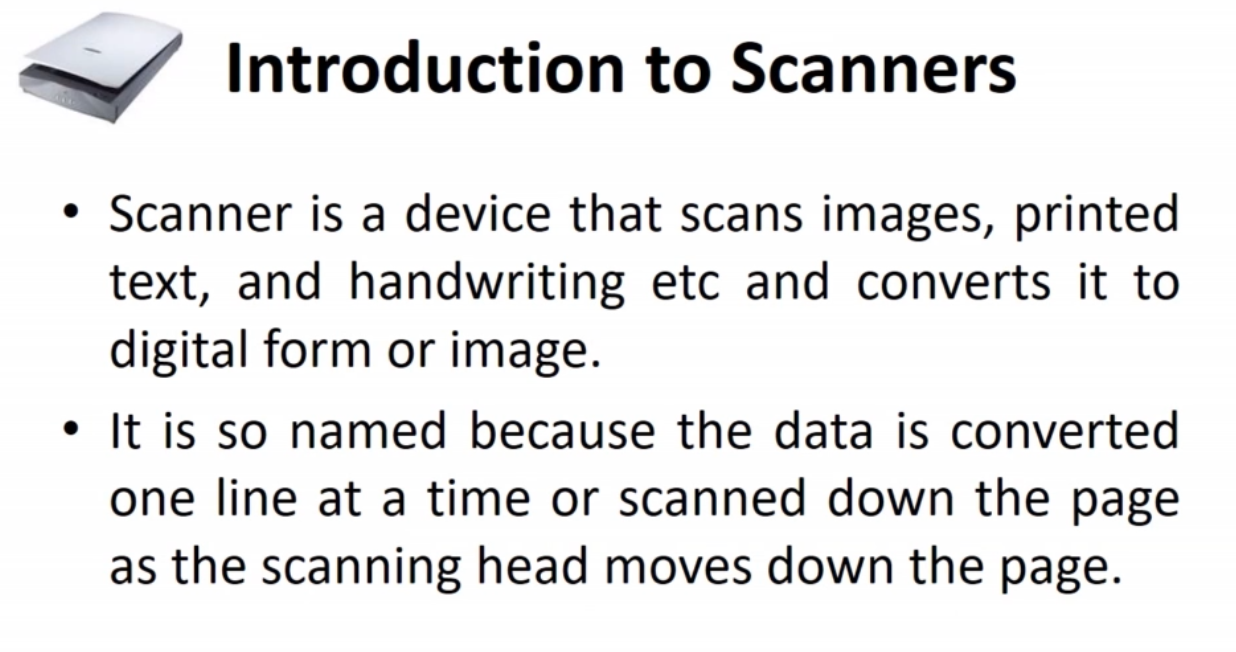 Introduction to Scanners
• Scanner is a device that scans images, printed
text, and handwriting etc and converts it to
digital form or image.
• It is so named because the data is converted
one line at a time or scanned down the page
as the scanning head moves down the page.